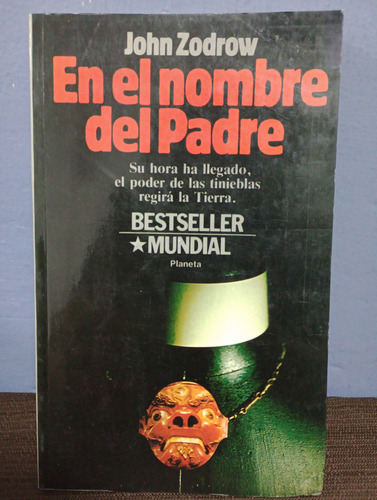 John Zodrow
En el nombre
del Padre
Su hora ha llegado,
el poder de las tinieblas
regirá la Tierra.
BESTSELLER
★MUNDIAL
Planeta